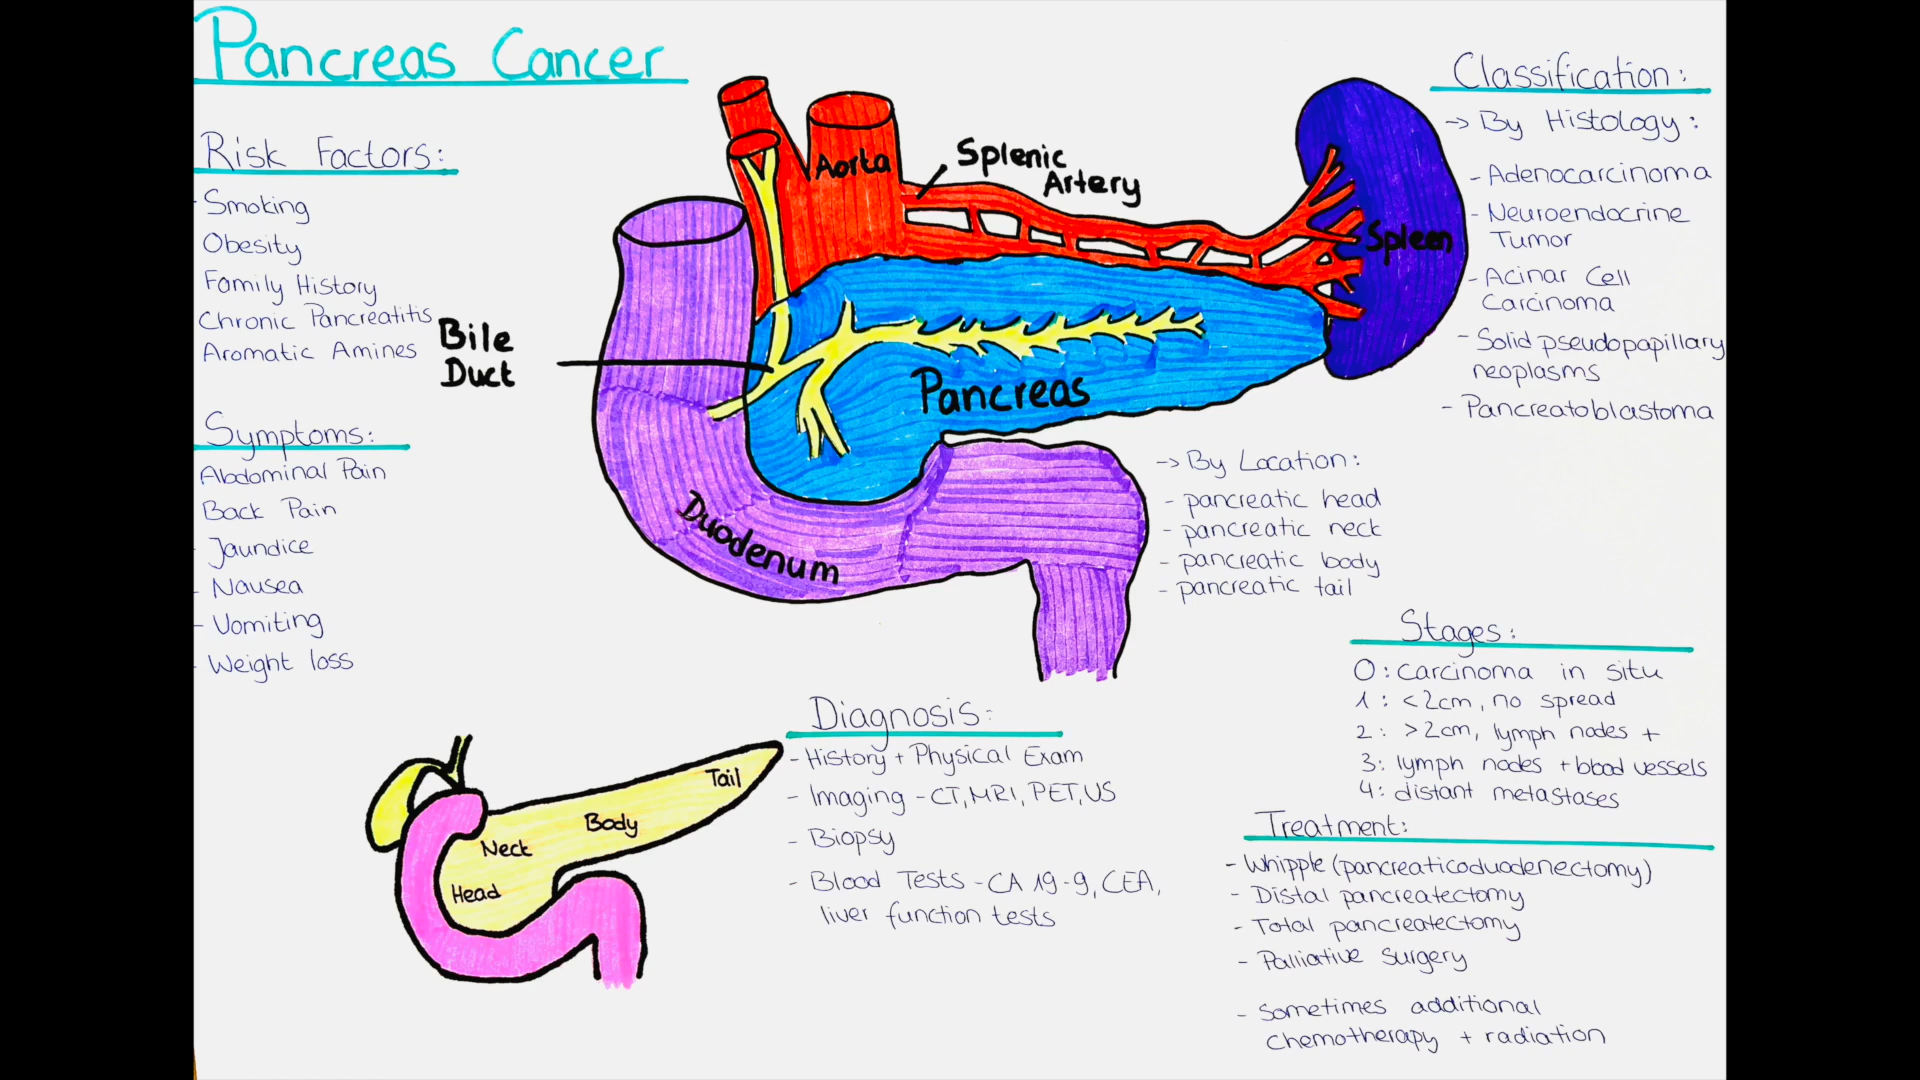 Pancreas Cancer
Risk Factors:
Smoking
Obesity
Family History
Chronic Pancreatitis
Aromatic Amines
Symptoms:
Abdominal Pain
Back Pain
Jaundice
- Nausea
- Vomiting
- Weight loss
Aorta
Splenic
Artery
Spleen
Bile
Duct
Pancreas
Duodenum
Classification:
-> By Histology:
- Adenocarcinoma
- Neuroendocrine
Tumor
- Acinar Cell
Carcinoma
- Solid pseudopapillary
neoplasms
- Pancreatoblastoma
-> By Location:
- pancreatic head
- pancreatic neck
- pancreatic body
- pancreatic tail
Stages:
0: carcinoma in situ
1: <2cm, no spread
2: >2cm, lymph nodes +
3: lymph nodes + blood vessels
4: distant metastases
Tail
Body
Neck
Head
Diagnosis:
- History + Physical Exam
- Imaging - CT, MRI, PET, US
- Biopsy
- Blood Tests - CA 19-9, CEA,
liver function tests
Treatment:
- Whipple (pancreaticoduodenectomy)
- Distal pancreatectomy
- Total pancreatectomy
- Palliative surgery
- Sometimes additional
chemotherapy + radiation